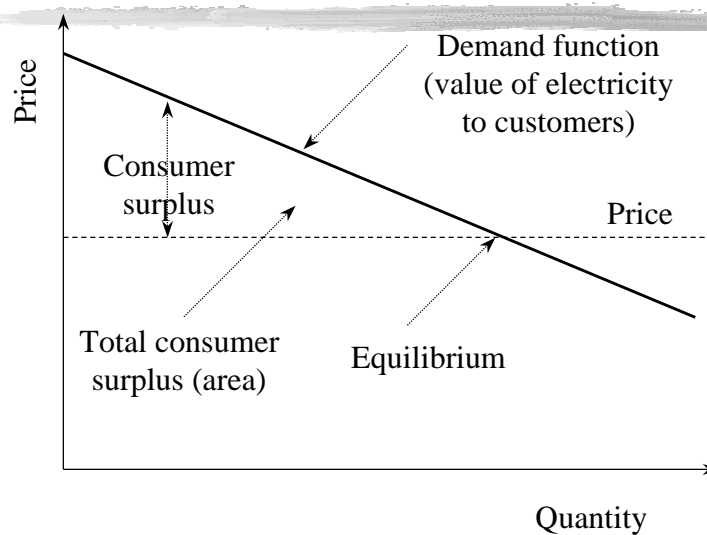 Price
Demand function
(value of electricity
to customers)
Consumer
surplus
Price
Total consumer
surplus (area)
Equilibrium
Quantity